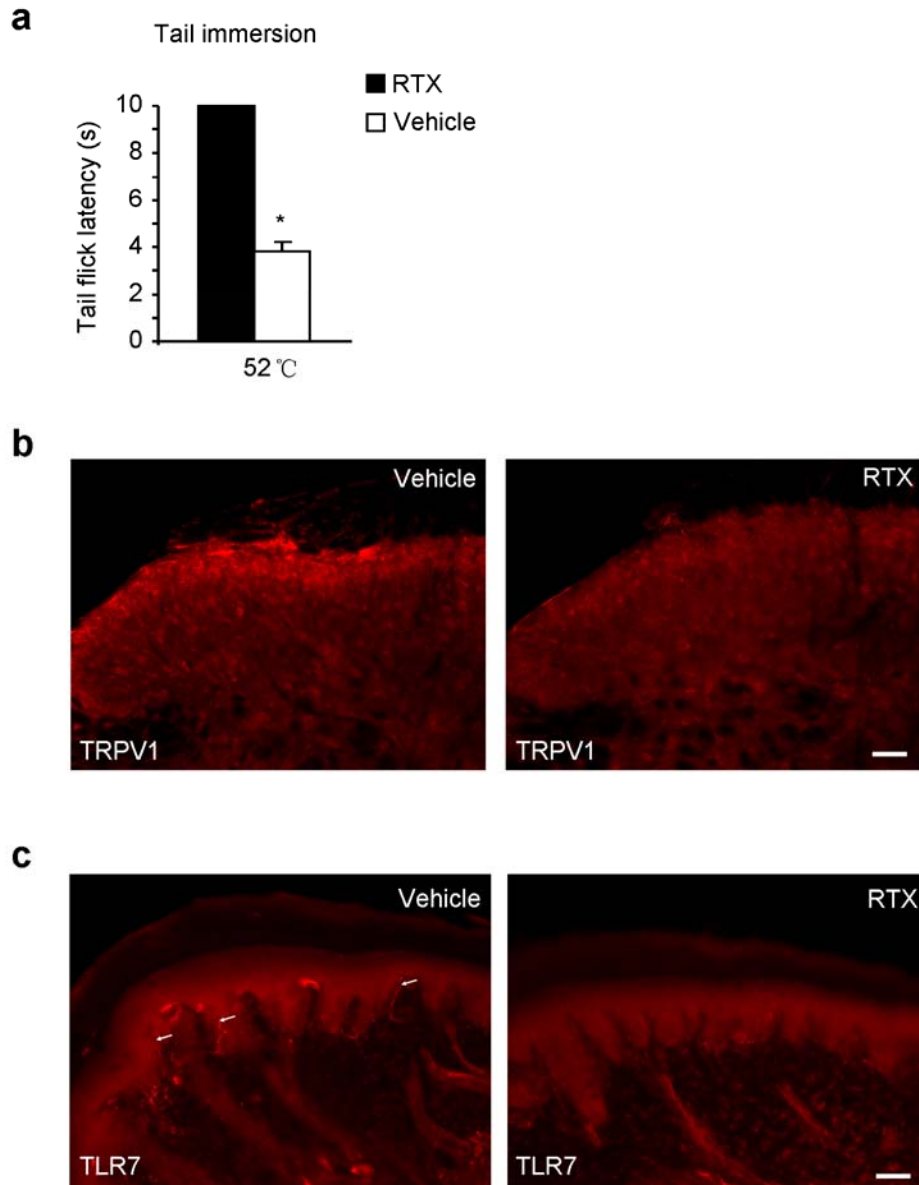 a
Tail immersion
RTX
Vehicle
Tail flick latency (s)
10
8
6
4
2
0
*
52 ℃
b
Vehicle
TRPV1
RTX
TRPV1
c
Vehicle
TLR7
RTX
TLR7